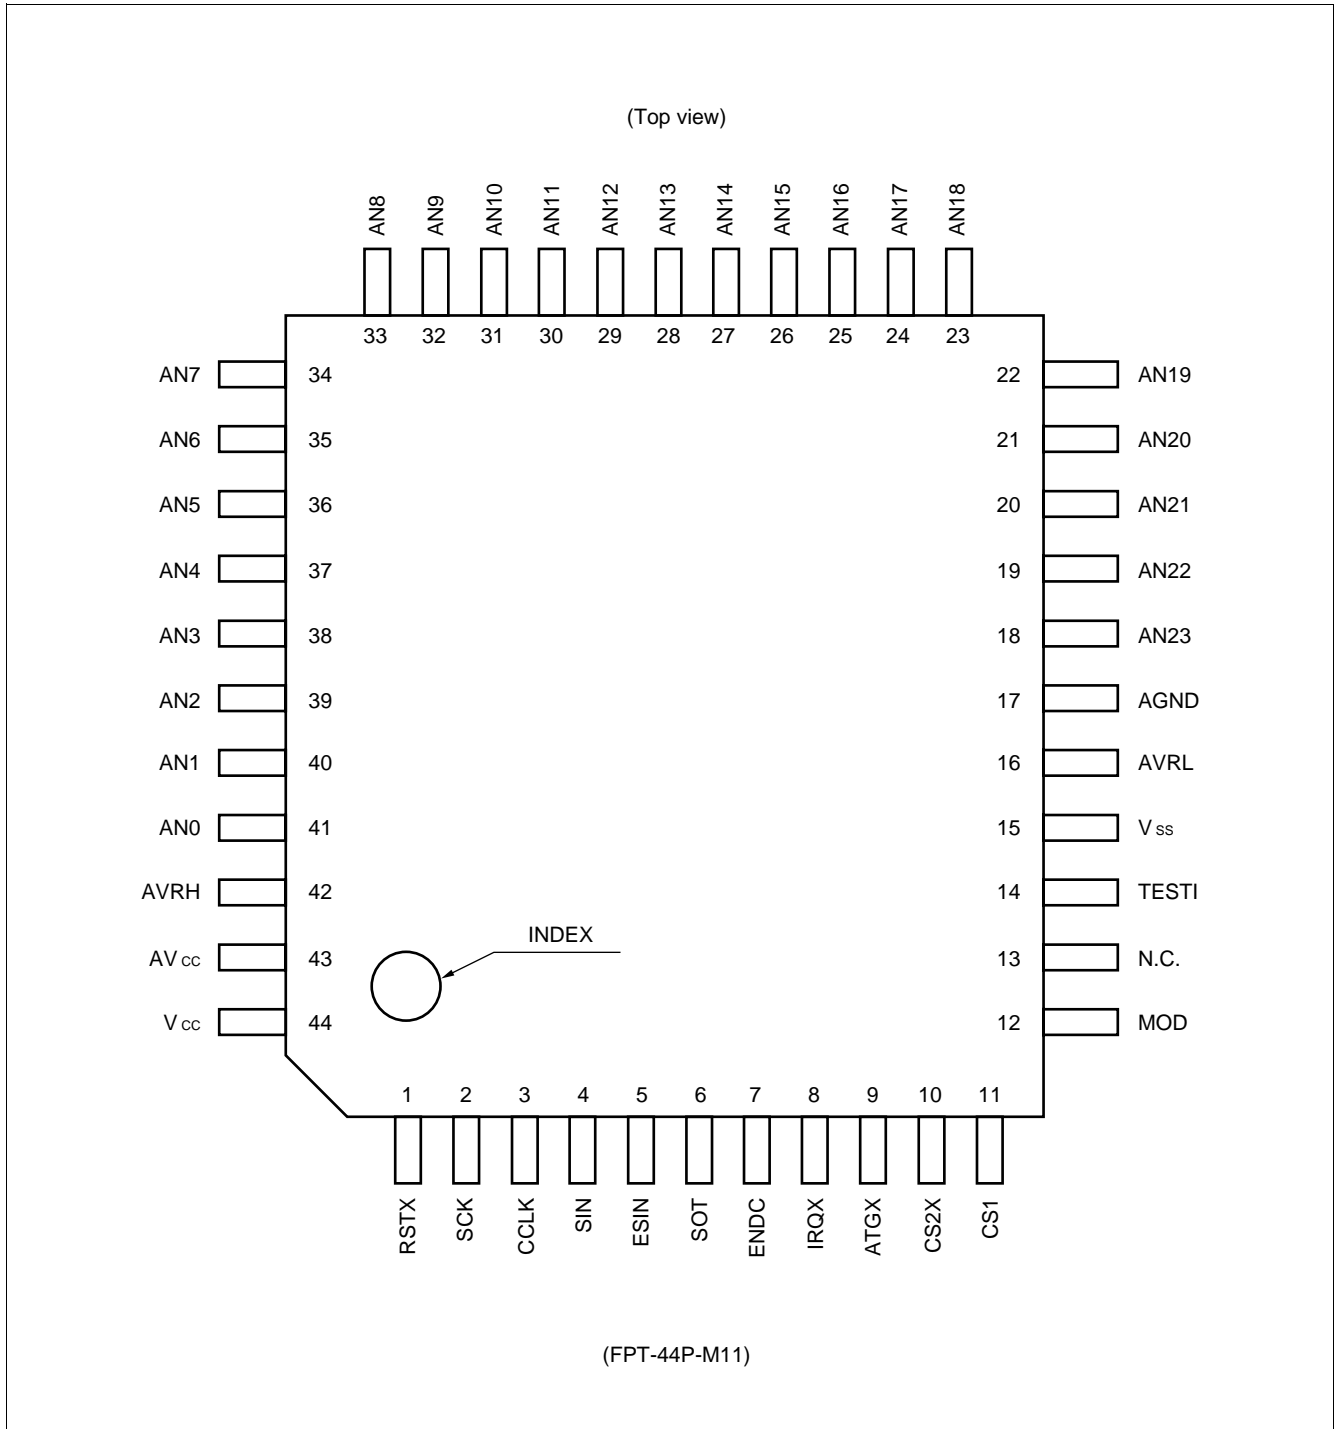 (Top view)
AN8 AN9 AN10 AN11 AN12 AN13 AN14 AN15 AN16 AN17 AN18
33 32 31 30 29 28 27 26 25 24 23
AN7 34 22 AN19
AN6 35 21 AN20
AN5 36 20 AN21
AN4 37 19 AN22
AN3 38 18 AN23
AN2 39 17 AGND
AN1 40 16 AVRL
AN0 41 15 Vss
AVRH 42 14 TESTI
INDEX
AVCC 43 13 N.C.
VCC 44 12 MOD
1 2 3 4 5 6 7 8 9 10 11
RSTX SCK CCLK SIN ESIN SOT ENDC IRQX ATGX CS2X CS1
(FPT-44P-M11)